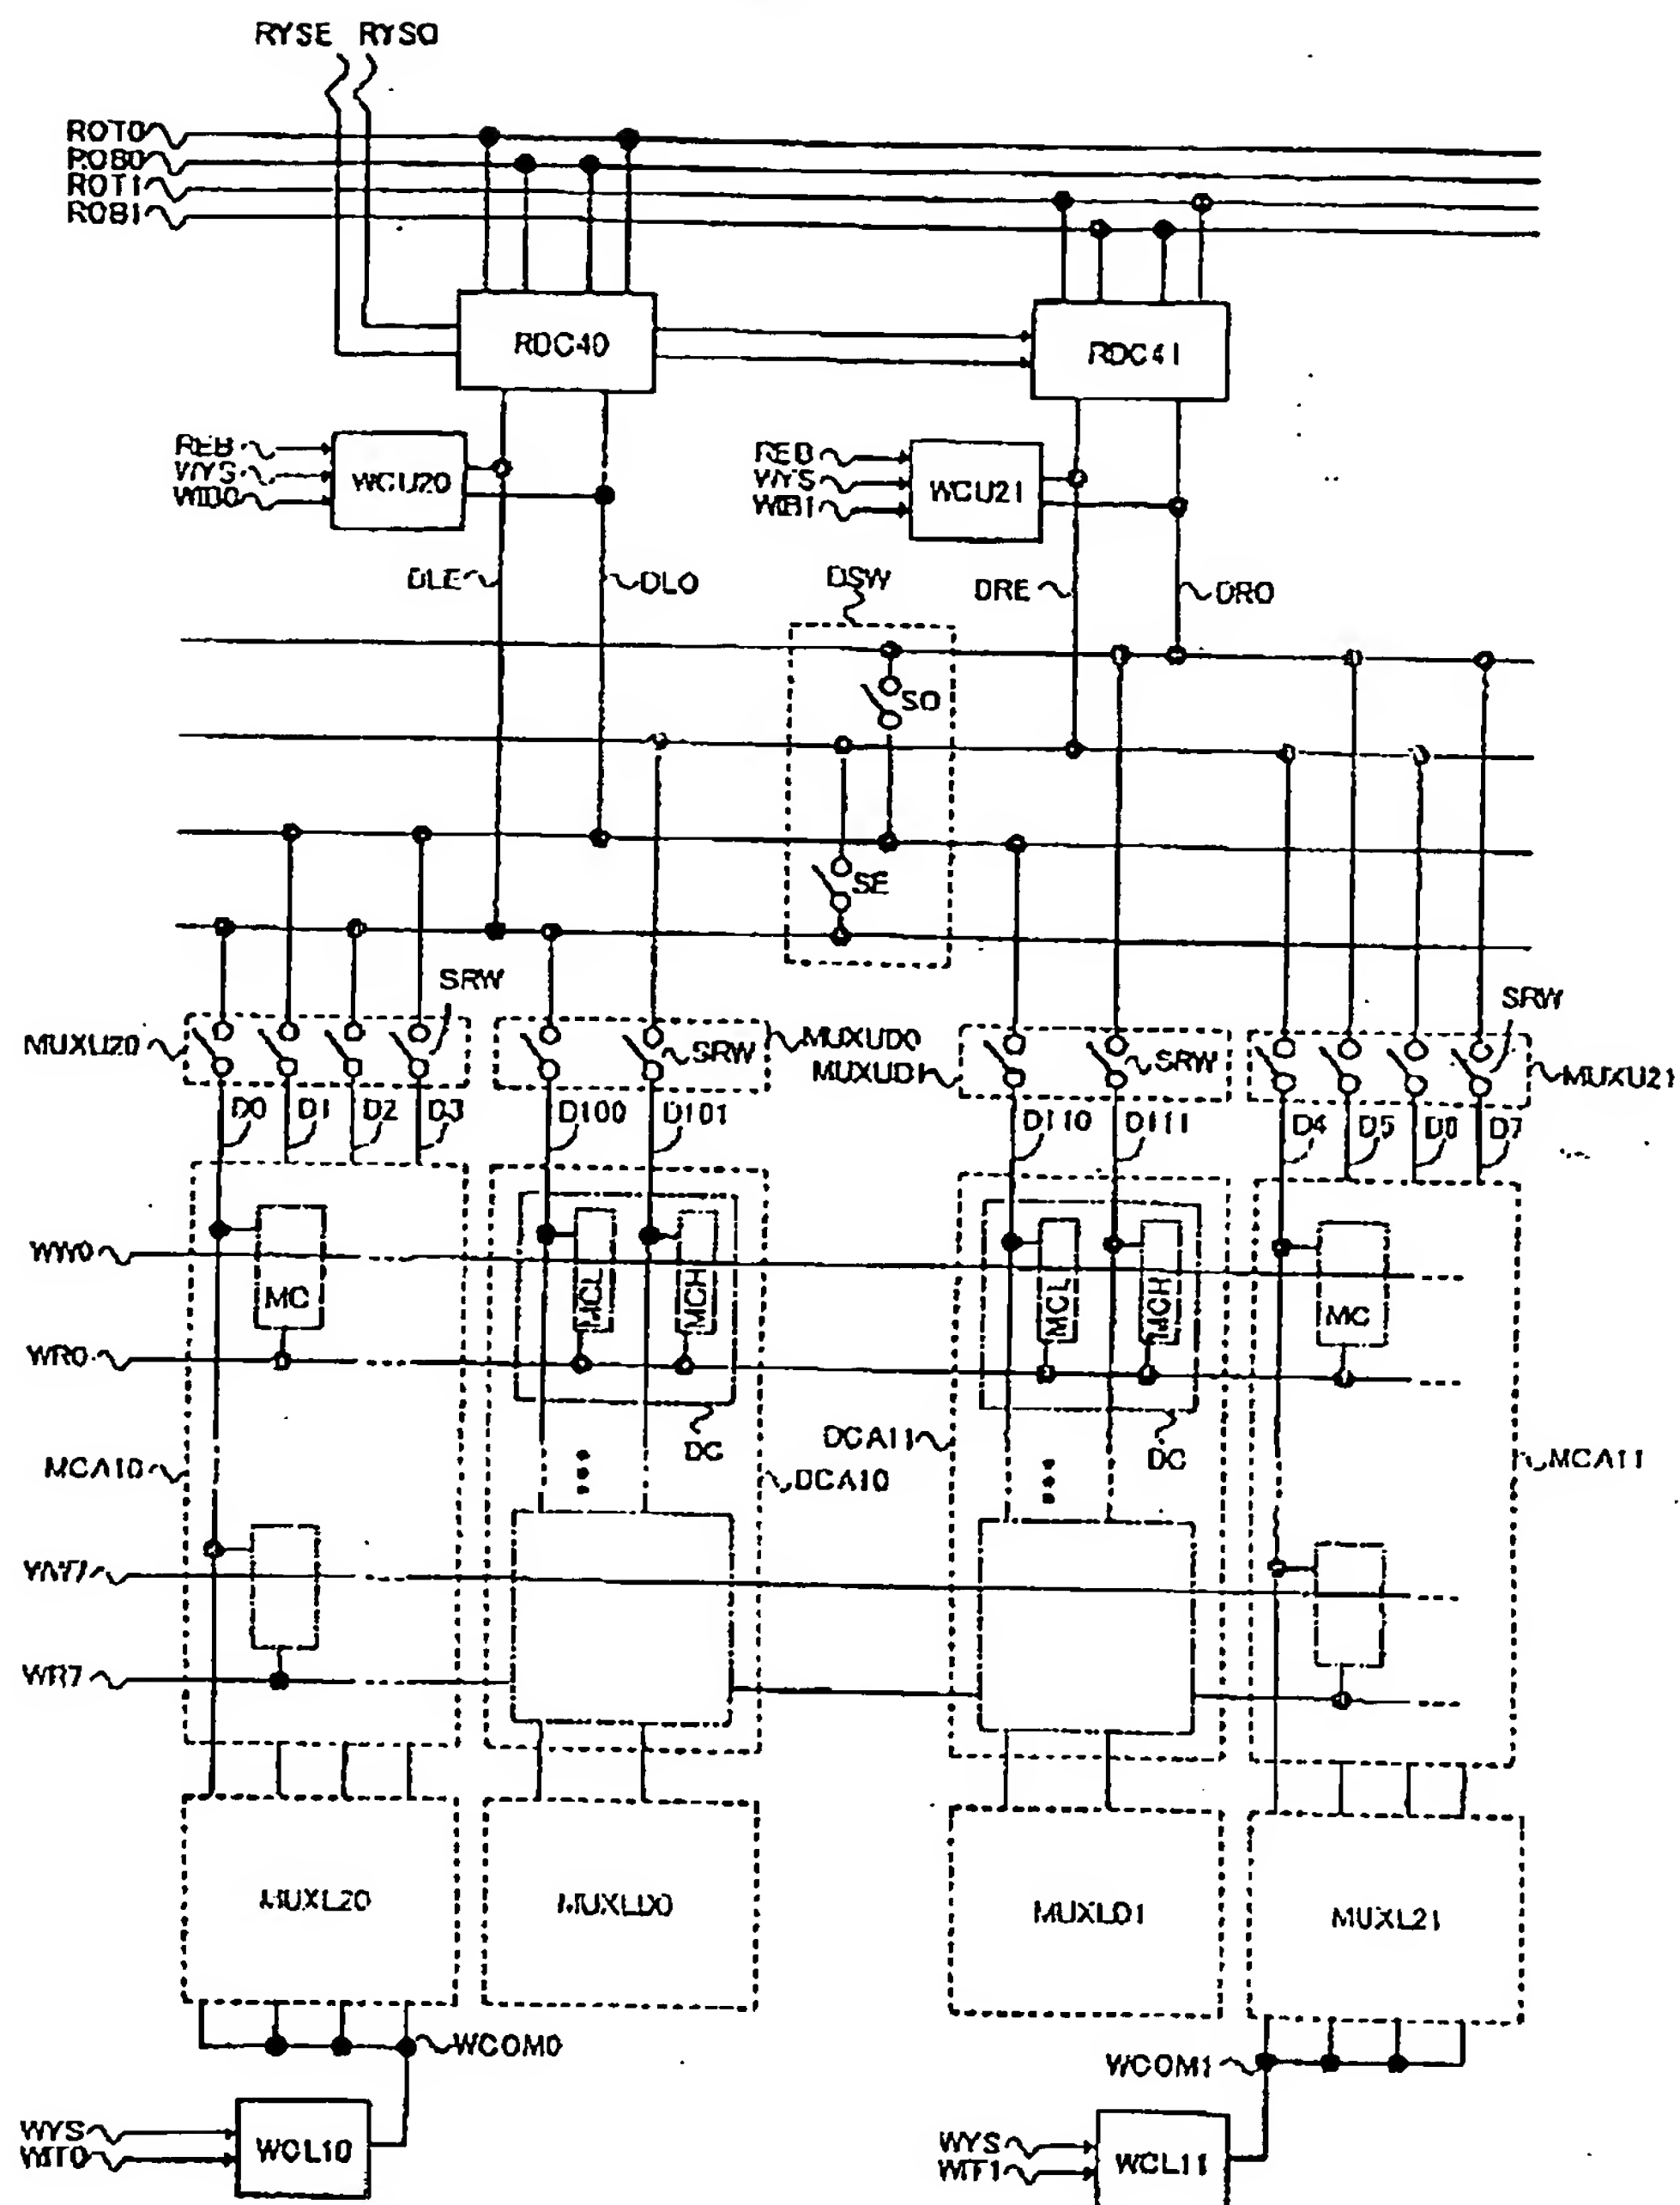 RYSE RYSO
ROT0
ROB0
ROT1
ROB1
RDC40
RDC41
REB
WYS
WIB0
WCU20
REB
WYS
WIB1
WCU21
DLE
DLO
DSW
DRE
DRO
SO
SE
SRW
SRW
MUXU20
SRW
MUXUD0
MUXUD1
SRW
MUXU21
D0 D1 D2 D3
D100 D101
D110 D111
D4 D5 D6 D7
WW0
MC
MCL
MCH
MCL
MCH
MC
WR0
DC
DCA11
DC
MCA10
DCA10
MCA11
WW7
WR7
MUXL20
MUXLD0
MUXLD1
MUXL21
WCOM0
WCOM1
WYS
WIT0
WCL10
WYS
WIT1
WCL11